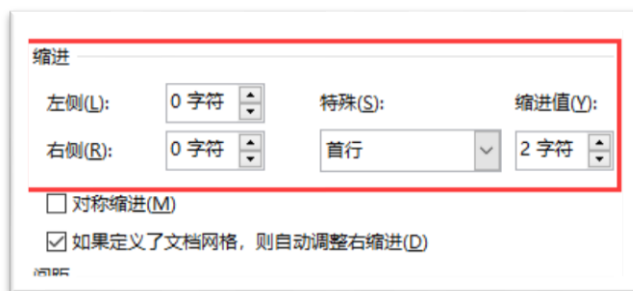 缩进
左侧(L): 0 字符 特殊(S): 缩进值(Y):
右侧(R): 0 字符 首行 2 字符
对称缩进(M)
如果定义了文档网格，则自动调整右缩进(D)
间距